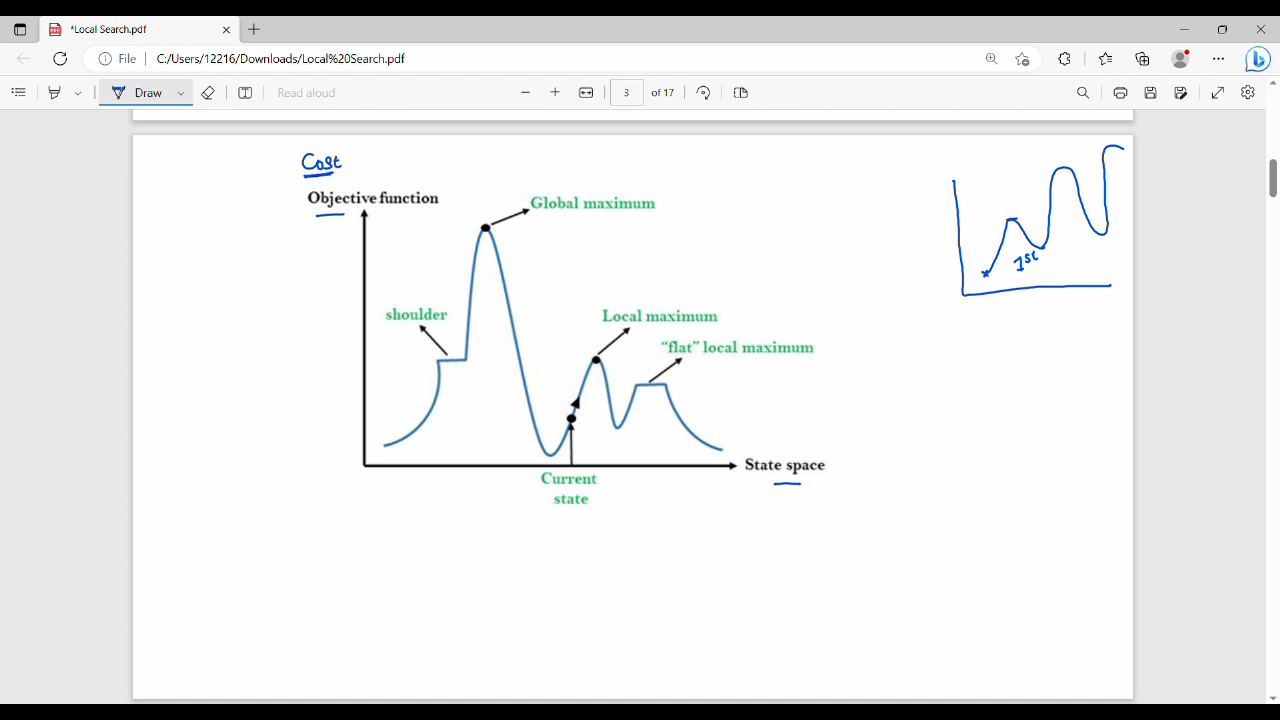 *Local Search.pdf
File
C:/Users/12216/Downloads/Local%20Search.pdf
Draw
Read aloud
3 of 17
Cost
Objective function
Global maximum
shoulder
Local maximum
"flat" local maximum
State space
Current
state
1st